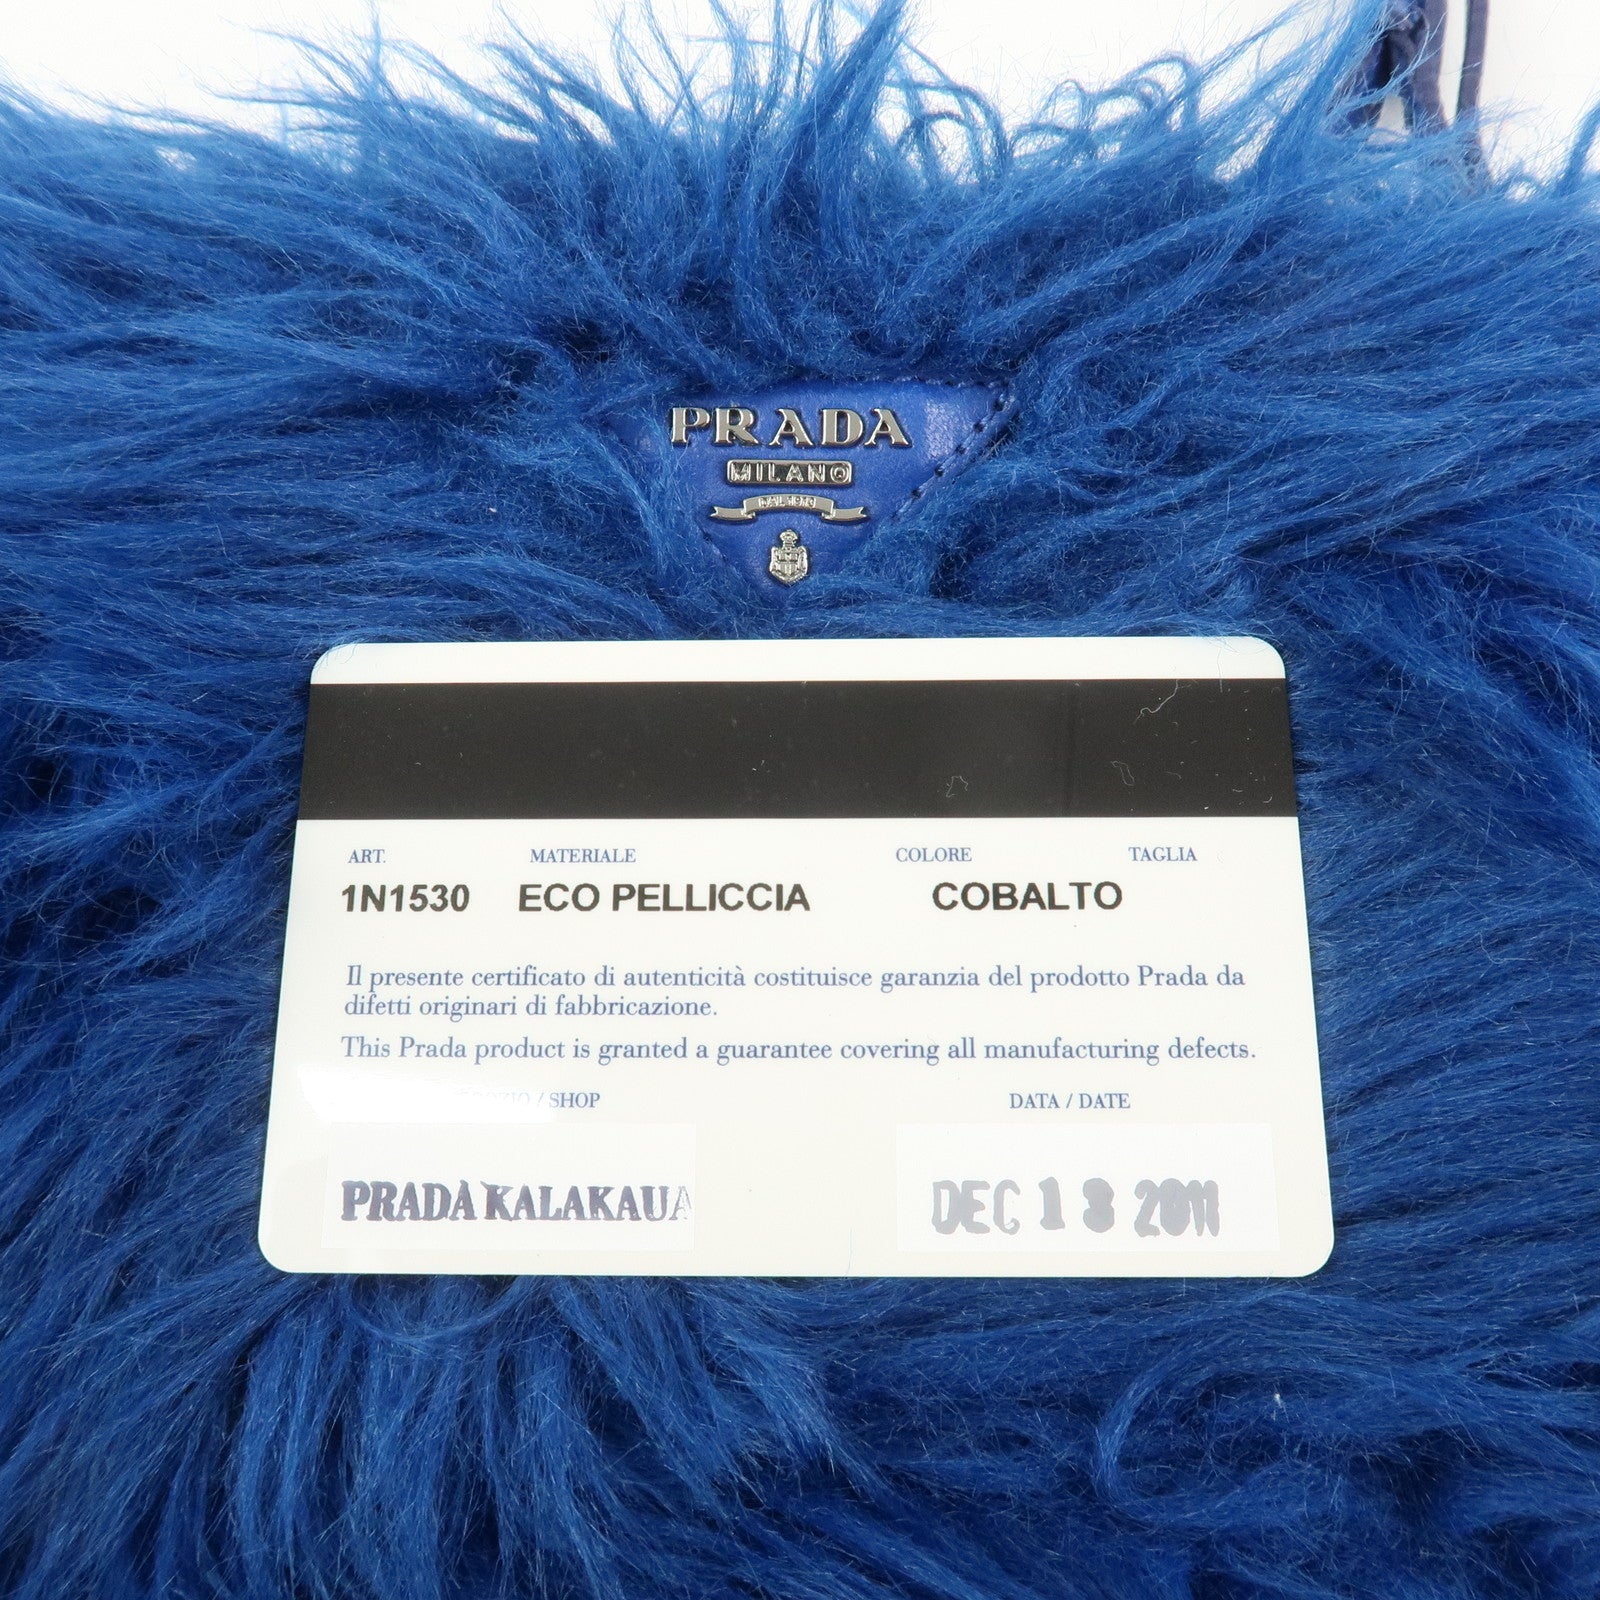 PRADA
MILANO
DAL 1913
ART. MATERIALE COLORE TAGLIA
1N1530 ECO PELLICCIA COBALTO
Il presente certificato di autenticità costituisce garanzia del prodotto Prada da
difetti originari di fabbricazione.
This Prada product is granted a guarantee covering all manufacturing defects.
/ SHOP DATA / DATE
PRADA KALAKAUA DEC 18 2011